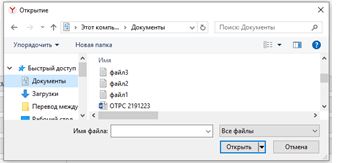 Открытие
Этот компь... > Документы
Поиск: Документы
Упорядочить
Новая папка
Быстрый доступ
Документы
Загрузки
Перевод между
Рабочий стол
Имя
файл3
файл2
файл1
ОТРС 2191223
Имя файла:
Все файлы
Открыть
Отмена